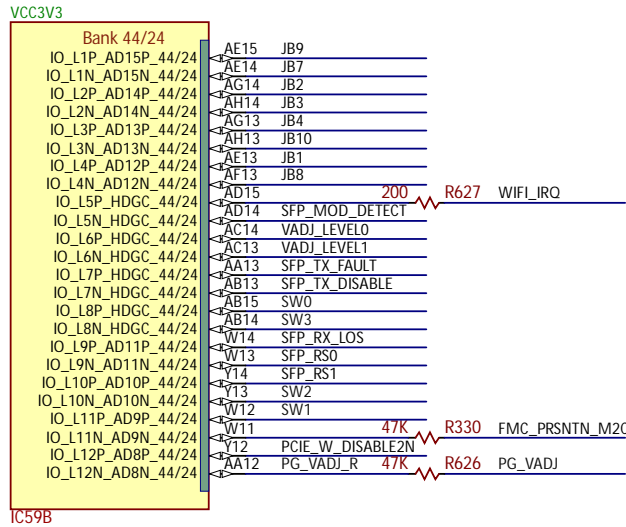 VCC3V3
Bank 44/24
IO_L1P_AD15P_44/24 AE15 JB9
IO_L1N_AD15N_44/24 AE14 JB7
IO_L2P_AD14P_44/24 AG14 JB2
IO_L2N_AD14N_44/24 AH14 JB3
IO_L3P_AD13P_44/24 AG13 JB4
IO_L3N_AD13N_44/24 AH13 JB10
IO_L4P_AD12P_44/24 AE13 JB1
IO_L4N_AD12N_44/24 AF13 JB8
IO_L5P_HDGC_44/24 AD15 200 R627 WIFI_IRQ
IO_L5N_HDGC_44/24 AD14 SFP_MOD_DETECT
IO_L6P_HDGC_44/24 AC14 VADJ_LEVEL0
IO_L6N_HDGC_44/24 AC13 VADJ_LEVEL1
IO_L7P_HDGC_44/24 AA13 SFP_TX_FAULT
IO_L7N_HDGC_44/24 AB13 SFP_TX_DISABLE
IO_L8P_HDGC_44/24 AB15 SW0
IO_L8N_HDGC_44/24 AB14 SW3
IO_L9P_AD11P_44/24 W14 SFP_RX_LOS
IO_L9N_AD11N_44/24 W13 SFP_RS0
IO_L10P_AD10P_44/24 Y14 SFP_RS1
IO_L10N_AD10N_44/24 Y13 SW2
IO_L11P_AD9P_44/24 W12 SW1
IO_L11N_AD9N_44/24 W11 47K R330 FMC_PRSNTN_M2C
IO_L12P_AD8P_44/24 Y12 PCIE_W_DISABLE2N
IO_L12N_AD8N_44/24 AA12 PG_VADJ_R 47K R626 PG_VADJ
IC59B